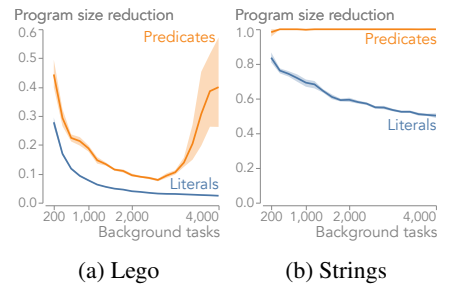 Program size reduction
0.6
0.5
0.4
0.3
0.2
0.1
0.0
Predicates
Literals
200 1,000 2,000 4,000
Background tasks
(a) Lego
Program size reduction
1.0
0.8
0.6
0.4
0.2
0.0
Predicates
Literals
200 1,000 2,000 4,000
Background tasks
(b) Strings